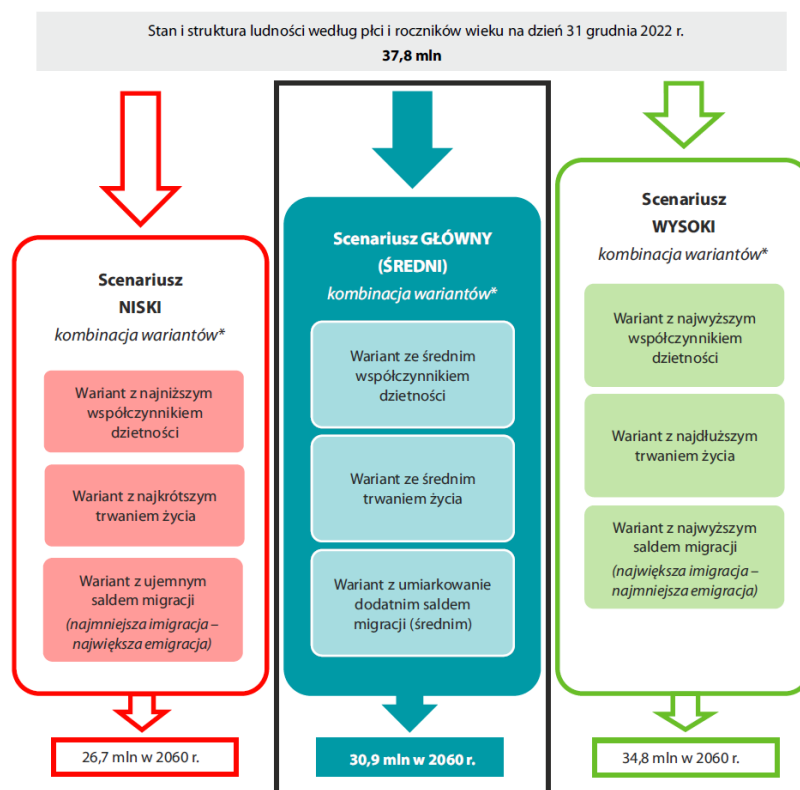 Stan i struktura ludności według płci i roczników wieku na dzień 31 grudnia 2022 r.
37,8 mln
Scenariusz
NISKI
kombinacja wariantów*
Wariant z najniższym
współczynnikiem
dzietności
Wariant z najkrótszym
trwaniem życia
Wariant z ujemnym
saldem migracji
(najmniejsza imigracja –
największa emigracja)
26,7 mln w 2060 r.
Scenariusz GŁÓWNY
(ŚREDNI)
kombinacja wariantów*
Wariant ze średnim
współczynnikiem
dzietności
Wariant ze średnim
trwaniem życia
Wariant z umiarkowanie
dodatnim saldem
migracji (średnim)
30,9 mln w 2060 r.
Scenariusz
WYSOKI
kombinacja wariantów*
Wariant z najwyższym
współczynnikiem
dzietności
Wariant z najdłuższym
trwaniem życia
Wariant z najwyższym
saldem migracji
(największa imigracja –
najmniejsza emigracja)
34,8 mln w 2060 r.